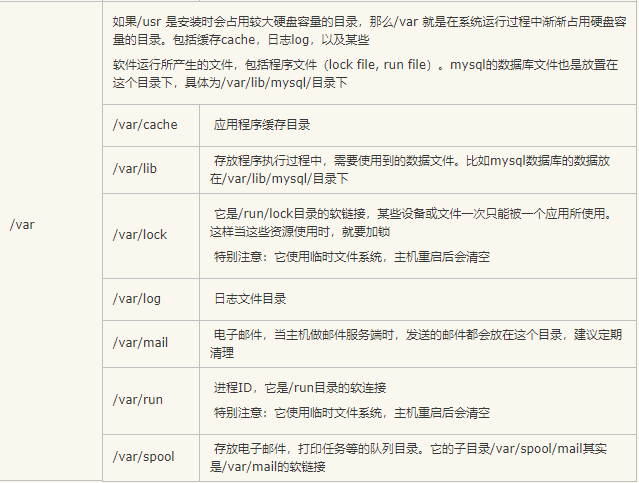 如果/usr 是安装时会占用较大硬盘容量的目录，那么/var 就是在系统运行过程中渐渐占用硬盘容
量的目录。包括缓存cache，日志log，以及某些
软件运行所产生的文件，包括程序文件（lock file, run file）。mysql的数据库文件也是放置在
这个目录下，具体为/var/lib/mysql/目录下
/var
/var/cache 应用程序缓存目录
/var/lib 存放程序执行过程中，需要使用到的数据文件。比如mysql数据库的数据放
在/var/lib/mysql/目录下
/var/lock 它是/run/lock目录的软链接，某些设备或文件一次只能被一个应用所使用。
这样当这些资源使用时，就要加锁
特别注意：它使用临时文件系统，主机重启后会清空
/var/log 日志文件目录
/var/mail 电子邮件，当主机做邮件服务端时，发送的邮件都会放在这个目录，建议定期
清理
/var/run 进程ID，它是/run目录的软连接
特别注意：它使用临时文件系统，主机重启后会清空
/var/spool 存放电子邮件，打印任务等的队列目录。它的子目录/var/spool/mail其实
是/var/mail的软链接